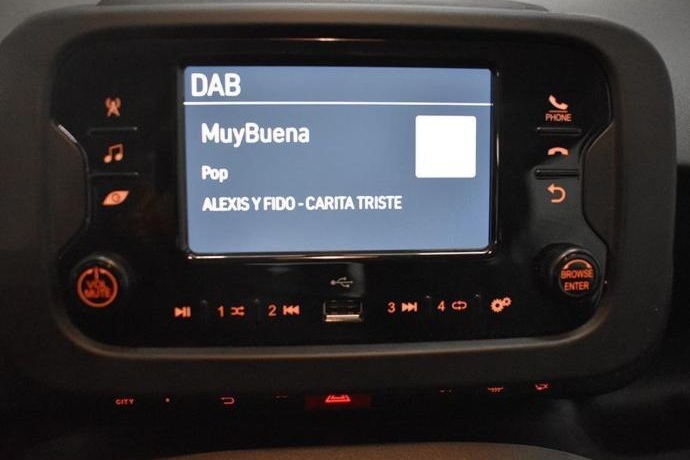 DAB
MuyBuena
Pop
ALEXIS Y FIDO - CARITA TRISTE
PHONE
VOL
MUTE
BROWSE
ENTER
1
2
3
4
CITY